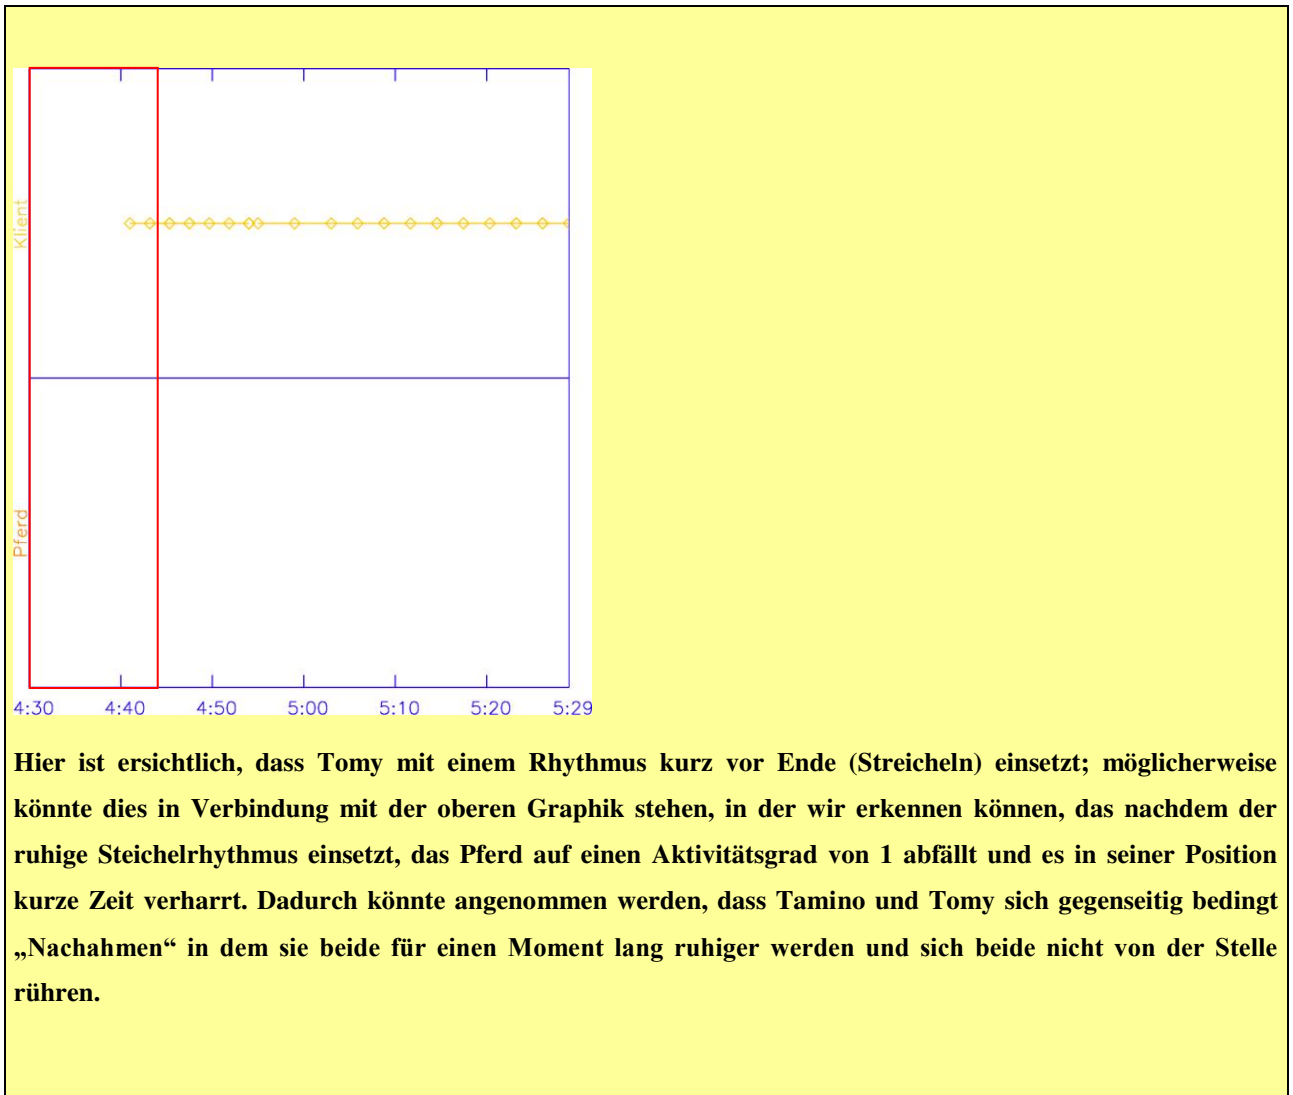 Klient
Pferd
4:30 4:40 4:50 5:00 5:10 5:20 5:29
Hier ist ersichtlich, dass Tomy mit einem Rhythmus kurz vor Ende (Streicheln) einsetzt; möglicherweise
könnte dies in Verbindung mit der oberen Graphik stehen, in der wir erkennen können, das nachdem der
ruhige Steichelrhythmus einsetzt, das Pferd auf einen Aktivitätsgrad von 1 abfällt und es in seiner Position
kurze Zeit verharrt. Dadurch könnte angenommen werden, dass Tamino und Tomy sich gegenseitig bedingt
„Nachahmen“ in dem sie beide für einen Moment lang ruhiger werden und sich beide nicht von der Stelle
rühren.